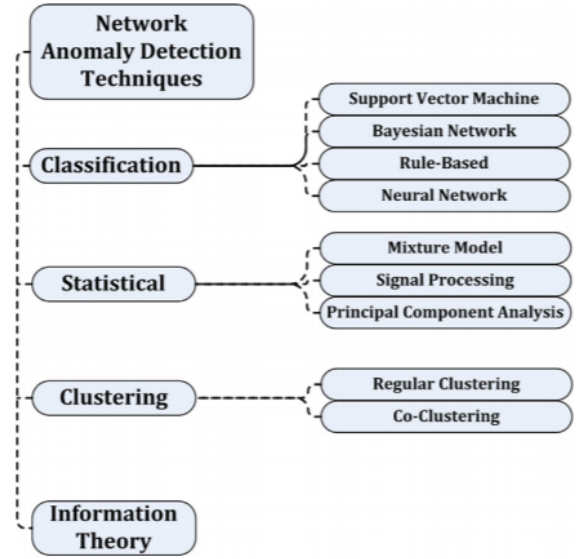 Network
Anomaly Detection
Techniques
Classification
Support Vector Machine
Bayesian Network
Rule-Based
Neural Network
Statistical
Mixture Model
Signal Processing
Principal Component Analysis
Clustering
Regular Clustering
Co-Clustering
Information
Theory